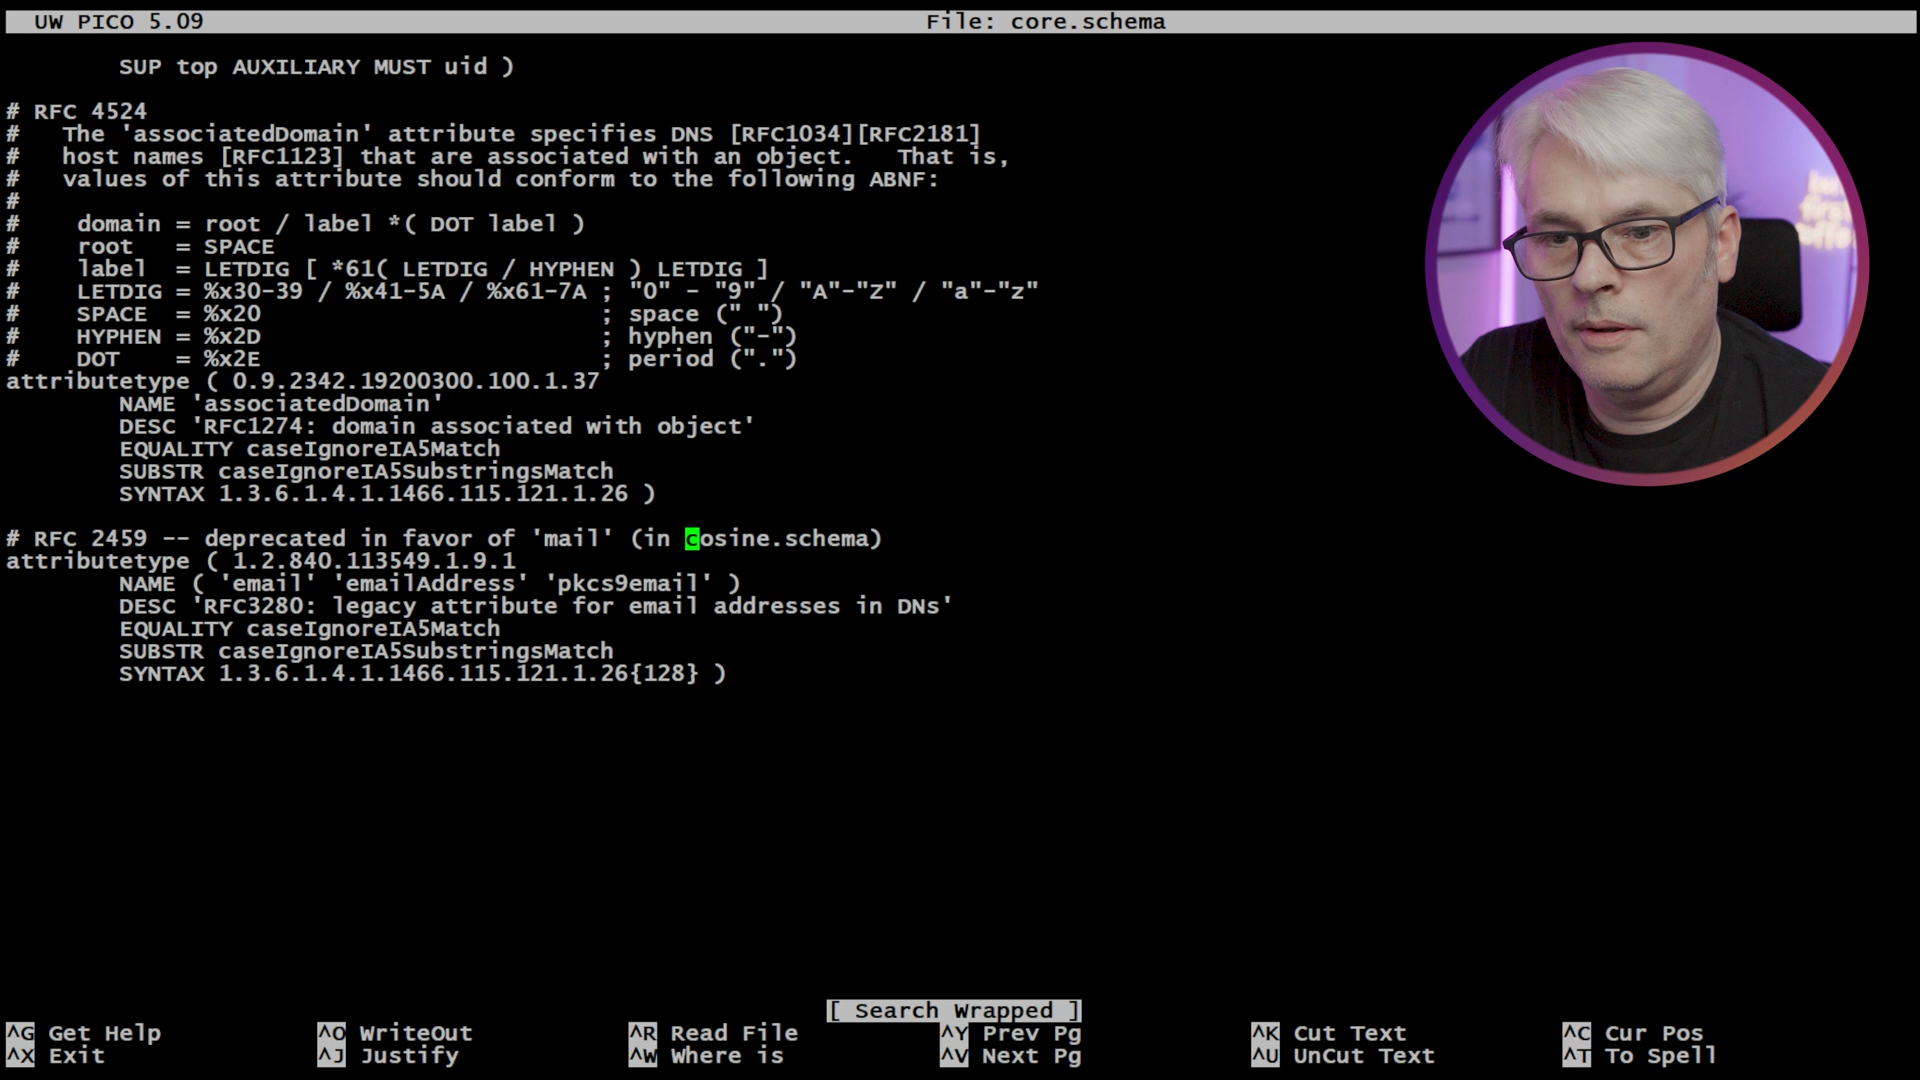 UW PICO 5.09 File: core.schema
SUP top AUXILIARY MUST uid )
# RFC 4524
# The 'associatedDomain' attribute specifies DNS [RFC1034][RFC2181]
# host names [RFC1123] that are associated with an object. That is,
# values of this attribute should conform to the following ABNF:
#
# domain = root / label *( DOT label )
# root = SPACE
# label = LETDIG [ *61( LETDIG / HYPHEN ) LETDIG ]
# LETDIG = %x30-39 / %x41-5A / %x61-7A ; "0" - "9" / "A"-"Z" / "a"-"z"
# SPACE = %x20 ; space (" ")
# HYPHEN = %x2D ; hyphen ("-")
# DOT = %x2E ; period (".")
attributetype ( 0.9.2342.19200300.100.1.37
NAME 'associatedDomain'
DESC 'RFC1274: domain associated with object'
EQUALITY caseIgnoreIA5Match
SUBSTR caseIgnoreIA5SubstringsMatch
SYNTAX 1.3.6.1.4.1.1466.115.121.1.26 )
# RFC 2459 -- deprecated in favor of 'mail' (in cosine.schema)
attributetype ( 1.2.840.113549.1.9.1
NAME ( 'email' 'emailAddress' 'pkcs9email' )
DESC 'RFC3280: legacy attribute for email addresses in DNs'
EQUALITY caseIgnoreIA5Match
SUBSTR caseIgnoreIA5SubstringsMatch
SYNTAX 1.3.6.1.4.1.1466.115.121.1.26{128} )
[ Search Wrapped ]
^G Get Help ^O WriteOut ^R Read File ^Y Prev Pg ^K Cut Text ^C Cur Pos
^X Exit ^J Justify ^W Where is ^V Next Pg ^U UnCut Text ^T To Spell